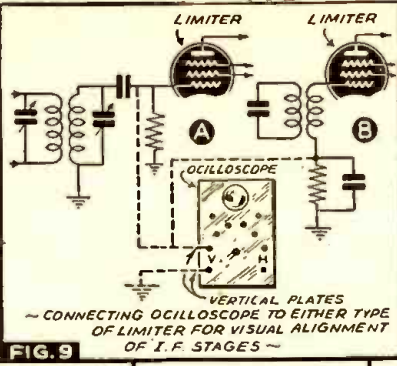 LIMITER
LIMITER
A
B
OCILLOSCOPE
V
H
VERTICAL PLATES
~ CONNECTING OCILLOSCOPE TO EITHER TYPE
OF LIMITER FOR VISUAL ALIGNMENT
OF I.F. STAGES ~
FIG. 9